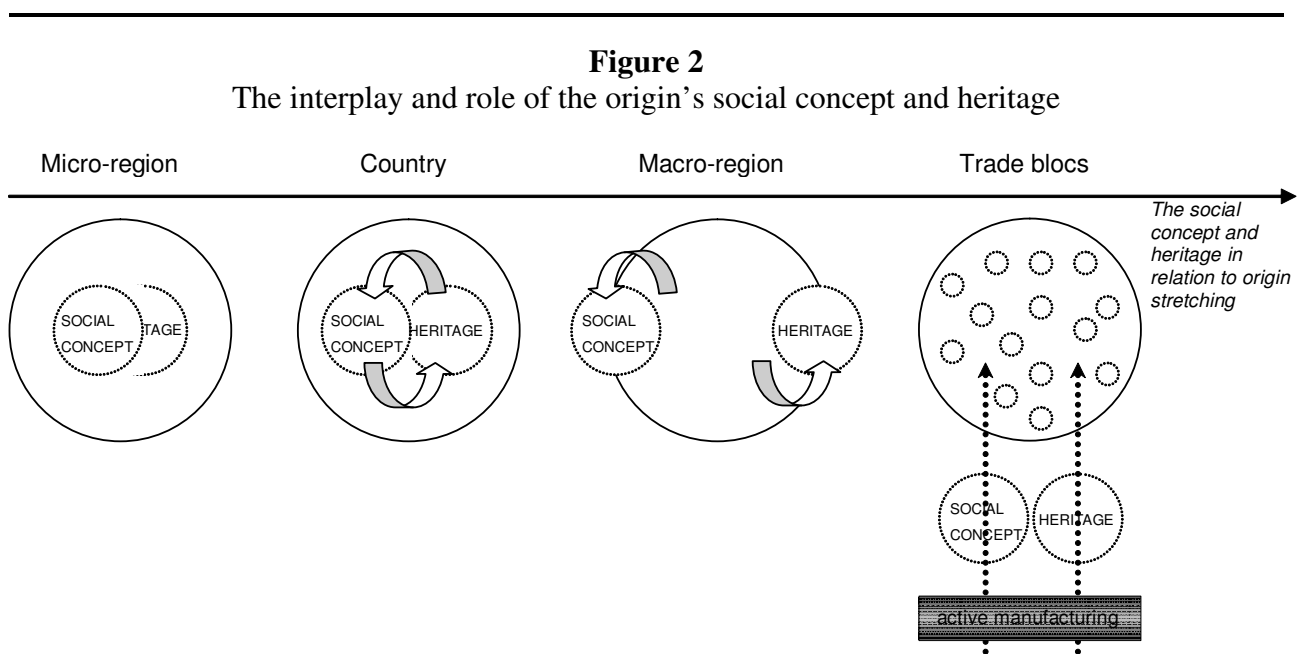 Figure 2
The interplay and role of the origin’s social concept and heritage
Micro-region
Country
Macro-region
Trade blocs
The social
concept and
heritage in
relation to origin
stretching
SOCIAL
CONCEPT
TAGE
SOCIAL
CONCEPT
HERITAGE
SOCIAL
CONCEPT
HERITAGE
SOCIAL
CONCEPT
HERITAGE
active manufacturing